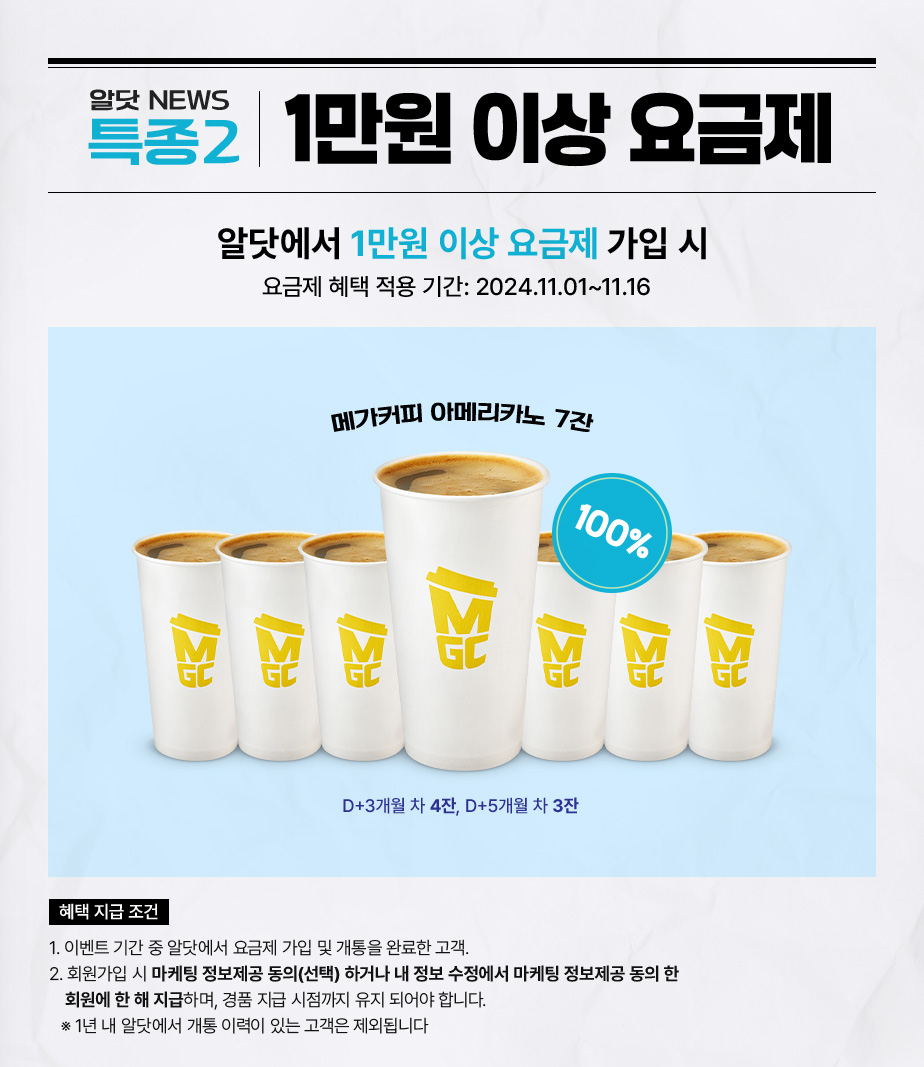 알닷 NEWS
특종2
1만원 이상 요금제
알닷에서 1만원 이상 요금제 가입 시
요금제 혜택 적용 기간: 2024.11.01~11.16
메가커피 아메리카노 7잔
100%
MGC
MGC
MGC
MGC
MGC
MGC
MGC
D+3개월 차 4잔, D+5개월 차 3잔
혜택 지급 조건
1. 이벤트 기간 중 알닷에서 요금제 가입 및 개통을 완료한 고객.
2. 회원가입 시 마케팅 정보제공 동의(선택) 하거나 내 정보 수정에서 마케팅 정보제공 동의 한
회원에 한 해 지급하며, 경품 지급 시점까지 유지 되어야 합니다.
※ 1년 내 알닷에서 개통 이력이 있는 고객은 제외됩니다